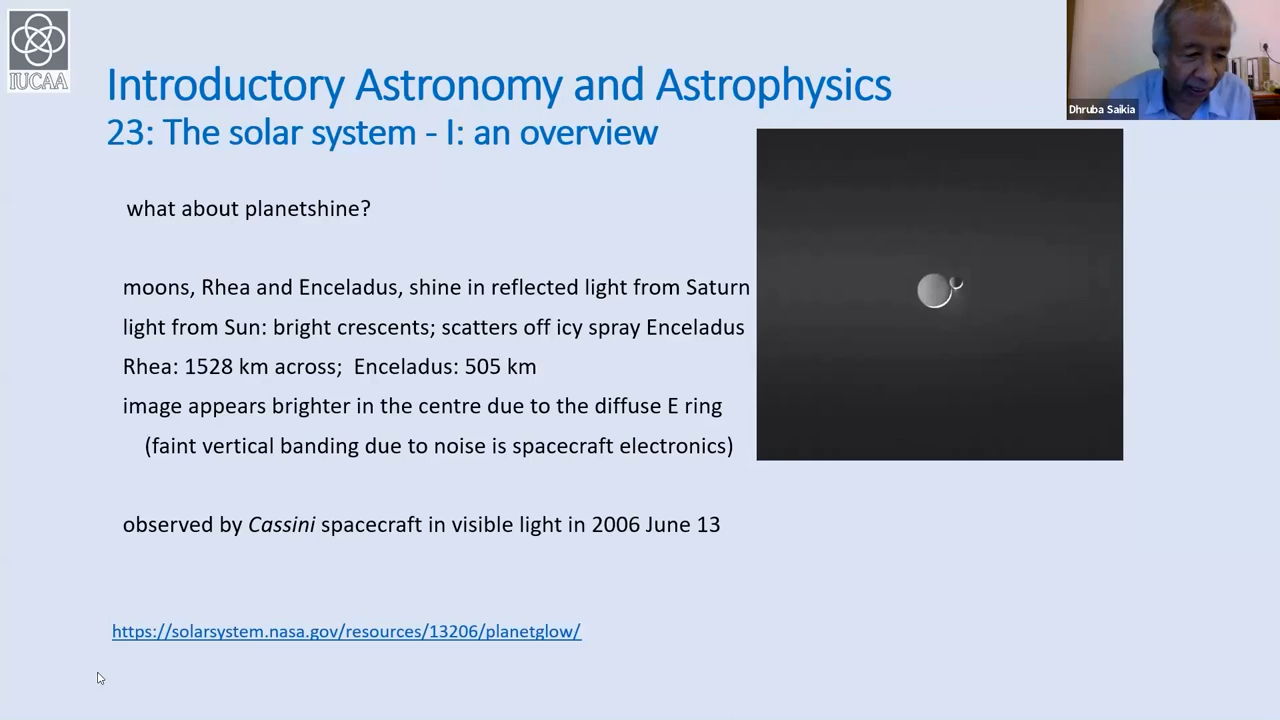 IUCAA
Introductory Astronomy and Astrophysics
23: The solar system - I: an overview
Dhruba Saikia
what about planetshine?
moons, Rhea and Enceladus, shine in reflected light from Saturn
light from Sun: bright crescents; scatters off icy spray Enceladus
Rhea: 1528 km across; Enceladus: 505 km
image appears brighter in the centre due to the diffuse E ring
(faint vertical banding due to noise is spacecraft electronics)
observed by Cassini spacecraft in visible light in 2006 June 13
https://solarsystem.nasa.gov/resources/13206/planetglow/